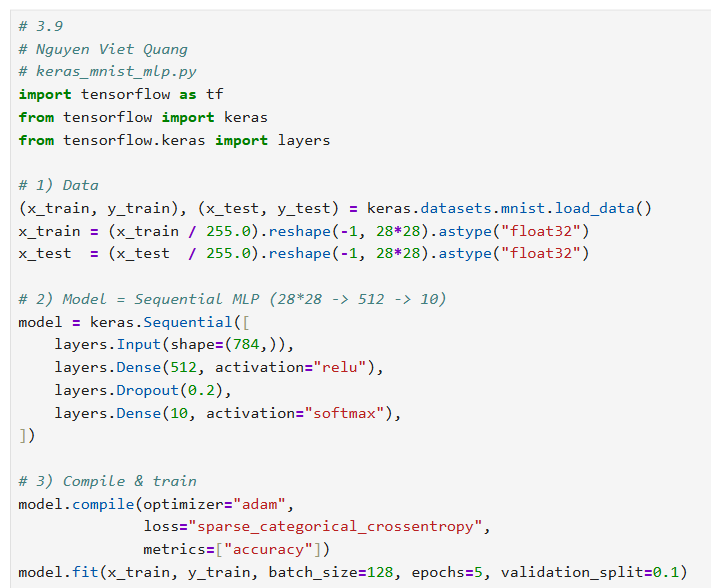 # 3.9
# Nguyen Viet Quang
# keras_mnist_mlp.py
import tensorflow as tf
from tensorflow import keras
from tensorflow.keras import layers
# 1) Data
(x_train, y_train), (x_test, y_test) = keras.datasets.mnist.load_data()
x_train = (x_train / 255.0).reshape(-1, 28*28).astype("float32")
x_test  = (x_test  / 255.0).reshape(-1, 28*28).astype("float32")
# 2) Model = Sequential MLP (28*28 -> 512 -> 10)
model = keras.Sequential([
    layers.Input(shape=(784,)),
    layers.Dense(512, activation="relu"),
    layers.Dropout(0.2),
    layers.Dense(10, activation="softmax"),
])
# 3) Compile & train
model.compile(optimizer="adam",
              loss="sparse_categorical_crossentropy",
              metrics=["accuracy"])
model.fit(x_train, y_train, batch_size=128, epochs=5, validation_split=0.1)